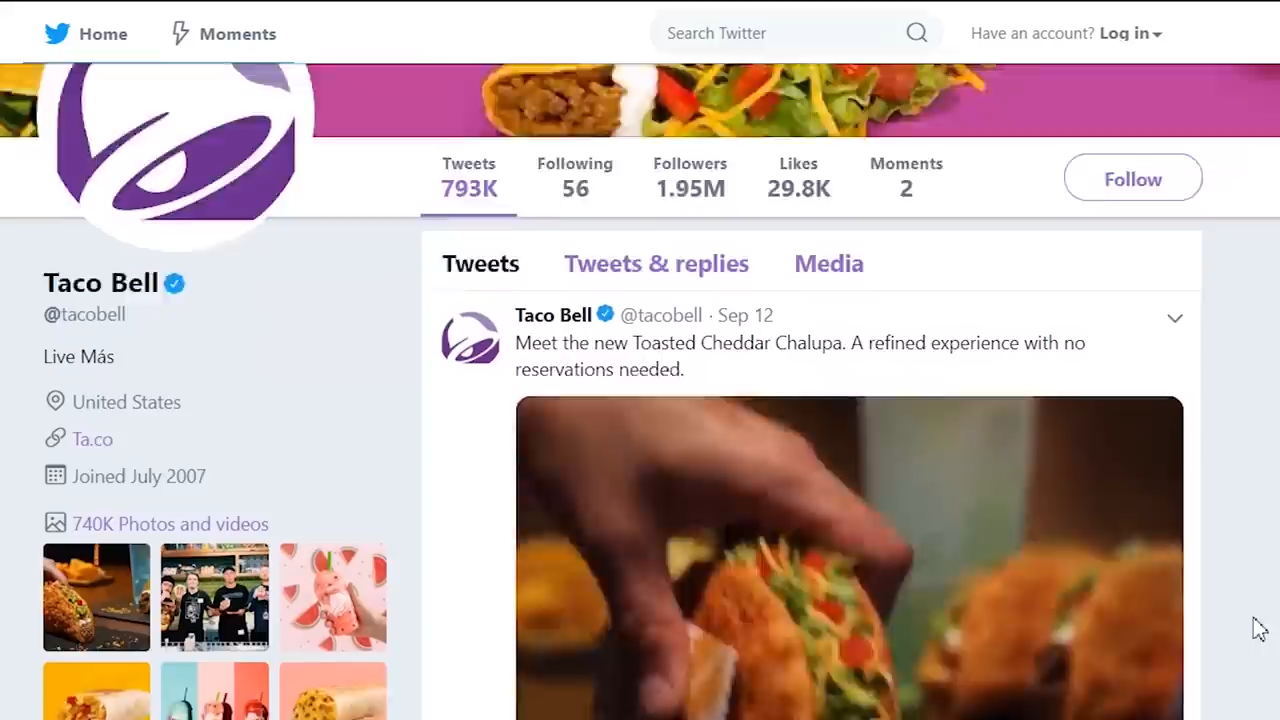 Home Moments Search Twitter Have an account? Log in
Tweets Following Followers Likes Moments
793K 56 1.95M 29.8K 2
Follow
Taco Bell
@tacobell
Live Más
United States
Ta.co
Joined July 2007
740K Photos and videos
Tweets Tweets & replies Media
Taco Bell @tacobell · Sep 12
Meet the new Toasted Cheddar Chalupa. A refined experience with no
reservations needed.